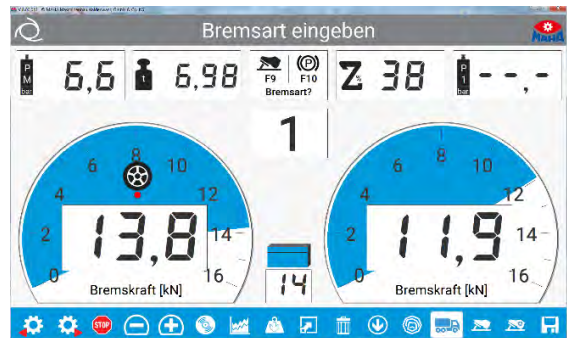 Bremsart eingeben
MAHA
P M bar 6,6
t 6,98
F9 F10
Bremsart?
Z% 38
P 1 bar --,-
1
0 2 4 6 8 10 12 14 16
13,8
Bremskraft [kN]
14
0 2 4 6 8 10 12 14 16
11,9
Bremskraft [kN]
STOP